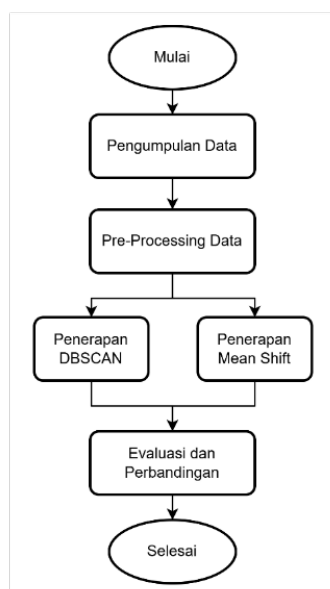 Mulai
Pengumpulan Data
Pre-Processing Data
Penerapan
DBSCAN
Penerapan
Mean Shift
Evaluasi dan
Perbandingan
Selesai